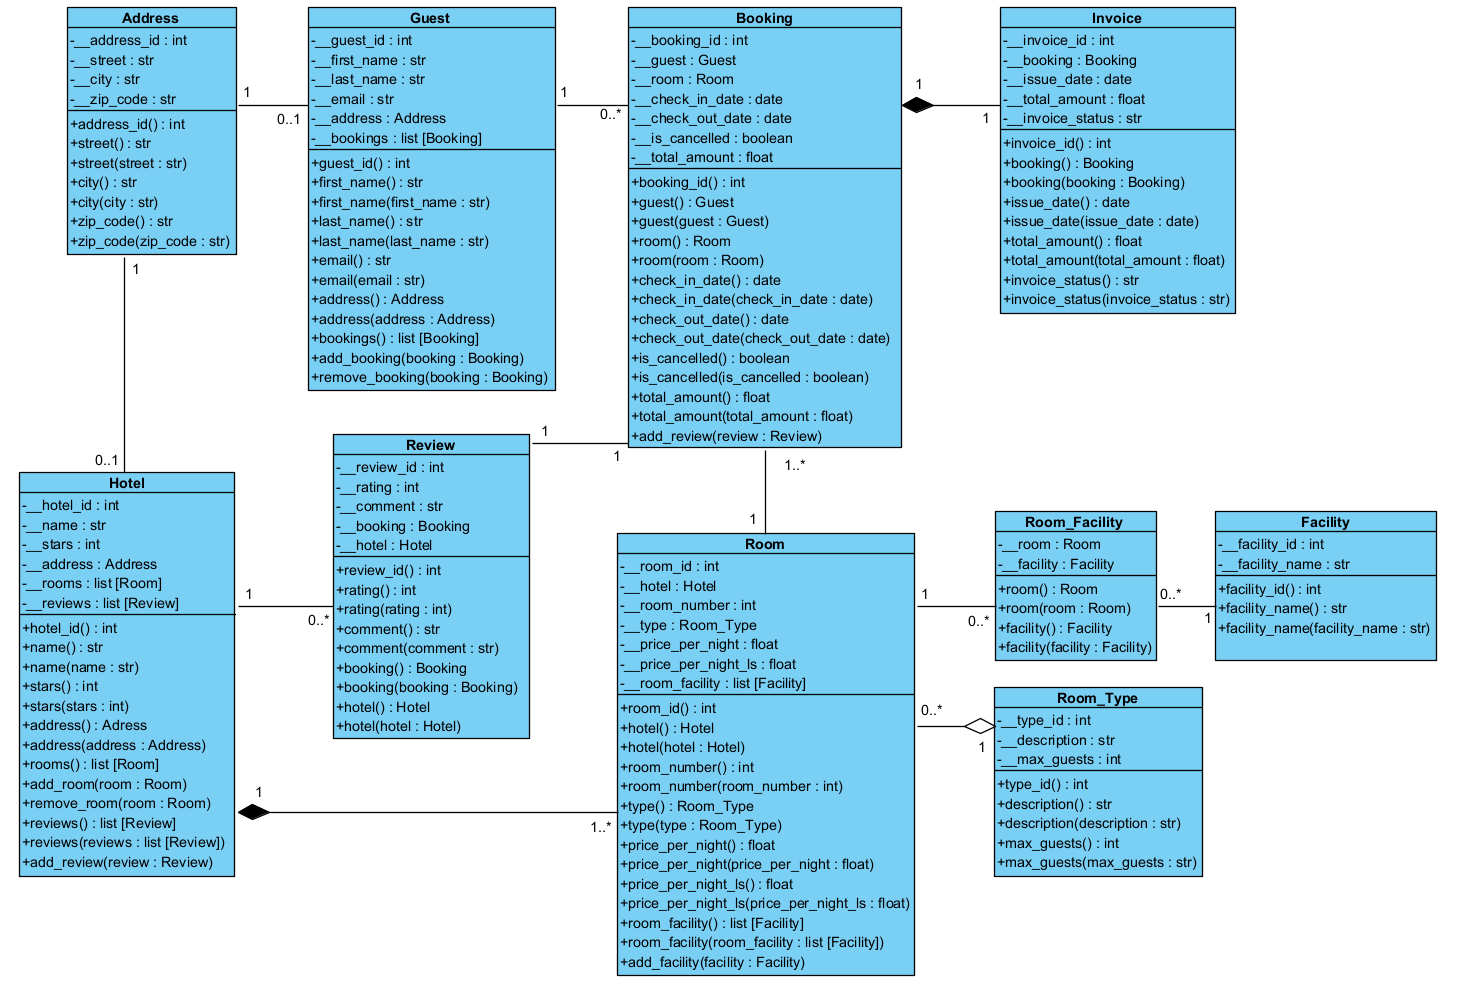 Address
-__address_id : int
-__street : str
-__city : str
-__zip_code : str
+address_id() : int
+street() : str
+street(street : str)
+city() : str
+city(city : str)
+zip_code() : str
+zip_code(zip_code : str)
1
0..1
1
0..1
Guest
-__guest_id : int
-__first_name : str
-__last_name : str
-__email : str
-__address : Address
-__bookings : list [Booking]
+guest_id() : int
+first_name() : str
+first_name(first_name : str)
+last_name() : str
+last_name(last_name : str)
+email() : str
+email(email : str)
+address() : Address
+address(address : Address)
+bookings() : list [Booking]
+add_booking(booking : Booking)
+remove_booking(booking : Booking)
1
0..*
Booking
-__booking_id : int
-__guest : Guest
-__room : Room
-__check_in_date : date
-__check_out_date : date
-__is_cancelled : boolean
-__total_amount : float
+booking_id() : int
+guest() : Guest
+guest(guest : Guest)
+room() : Room
+room(room : Room)
+check_in_date() : date
+check_in_date(check_in_date : date)
+check_out_date() : date
+check_out_date(check_out_date : date)
+is_cancelled() : boolean
+is_cancelled(is_cancelled : boolean)
+total_amount() : float
+total_amount(total_amount : float)
+add_review(review : Review)
1
1
Invoice
-__invoice_id : int
-__booking : Booking
-__issue_date : date
-__total_amount : float
-__invoice_status : str
+invoice_id() : int
+booking() : Booking
+booking(booking : Booking)
+issue_date() : date
+issue_date(issue_date : date)
+total_amount() : float
+total_amount(total_amount : float)
+invoice_status() : str
+invoice_status(invoice_status : str)
Hotel
-__hotel_id : int
-__name : str
-__stars : int
-__address : Address
-__rooms : list [Room]
-__reviews : list [Review]
+hotel_id() : int
+name() : str
+name(name : str)
+stars() : int
+stars(stars : int)
+address() : Adress
+address(address : Address)
+rooms() : list [Room]
+add_room(room : Room)
+remove_room(room : Room)
+reviews() : list [Review]
+reviews(reviews : list [Review])
+add_review(review : Review)
1
0..*
1
1..*
Review
-__review_id : int
-__rating : int
-__comment : str
-__booking : Booking
-__hotel : Hotel
+review_id() : int
+rating() : int
+rating(rating : int)
+comment() : str
+comment(comment : str)
+booking() : Booking
+booking(booking : Booking)
+hotel() : Hotel
+hotel(hotel : Hotel)
1
1
1..*
1
Room
-__room_id : int
-__hotel : Hotel
-__room_number : int
-__type : Room_Type
-__price_per_night : float
-__price_per_night_ls : float
-__room_facility : list [Facility]
+room_id() : int
+hotel() : Hotel
+hotel(hotel : Hotel)
+room_number() : int
+room_number(room_number : int)
+type() : Room_Type
+type(type : Room_Type)
+price_per_night() : float
+price_per_night(price_per_night : float)
+price_per_night_ls() : float
+price_per_night_ls(price_per_night_ls : float)
+room_facility() : list [Facility]
+room_facility(room_facility : list [Facility])
+add_facility(facility : Facility)
1
0..*
0..*
1
Room_Facility
-__room : Room
-__facility : Facility
+room() : Room
+room(room : Room)
+facility() : Facility
+facility(facility : Facility)
0..*
1
Facility
-__facility_id : int
-__facility_name : str
+facility_id() : int
+facility_name() : str
+facility_name(facility_name : str)
Room_Type
-__type_id : int
-__description : str
-__max_guests : int
+type_id() : int
+description() : str
+description(description : str)
+max_guests() : int
+max_guests(max_guests : str)